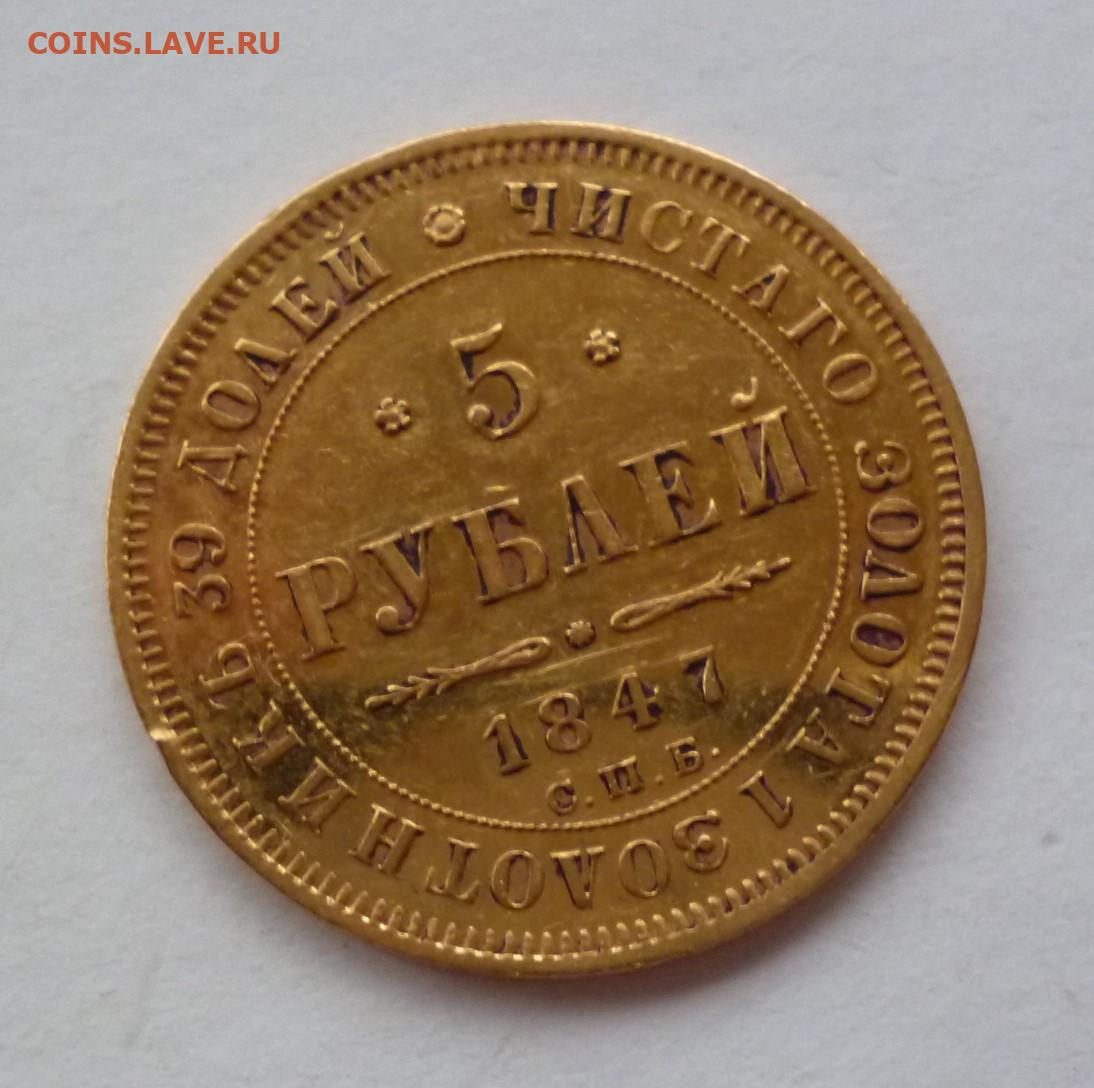 COINS.LAVE.RU
ЧИСТАГО ЗОЛОТА 1 ЗОЛОТНИКЪ 39 ДОЛЕЙ
5
РУБЛЕЙ
1847
С.П.Б.